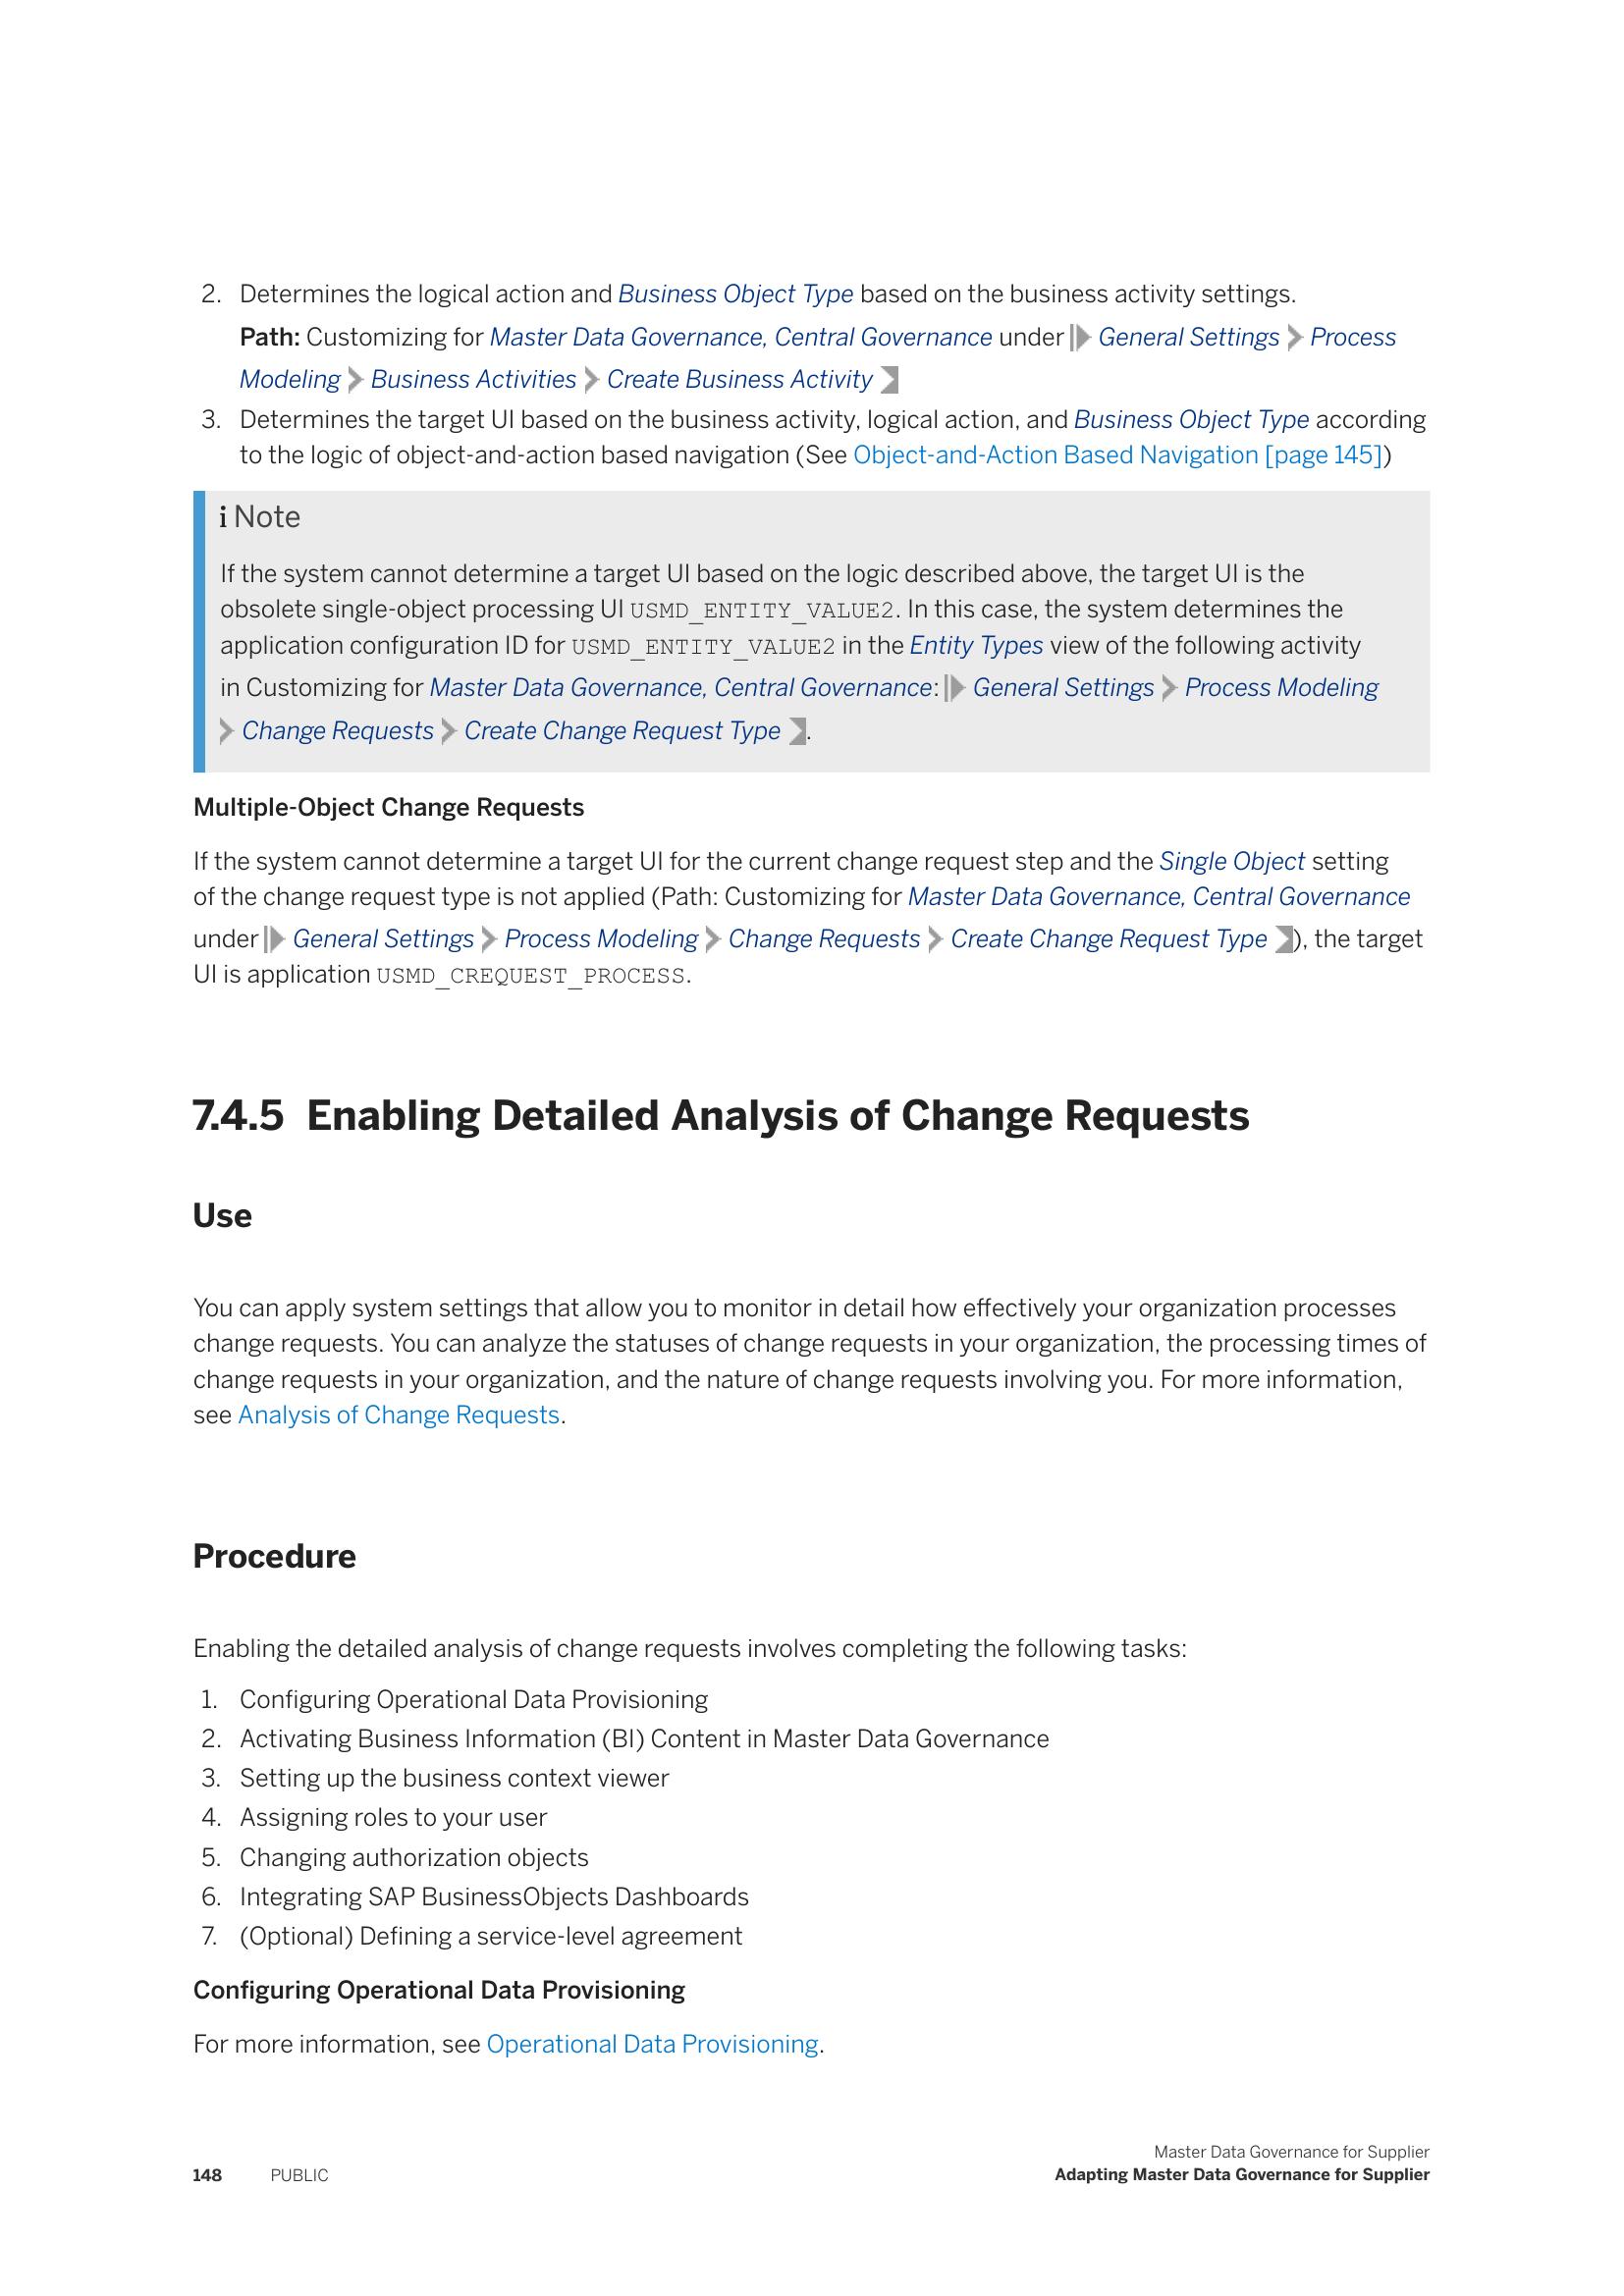 2. Determines the logical action and Business Object Type based on the business activity settings.
Path: Customizing for Master Data Governance, Central Governance under General Settings Process
Modeling Business Activities Create Business Activity
3. Determines the target UI based on the business activity, logical action, and Business Object Type according
to the logic of object-and-action based navigation (See Object-and-Action Based Navigation [page 145])
i Note
If the system cannot determine a target UI based on the logic described above, the target UI is the
obsolete single-object processing UI USMD_ENTITY_VALUE2. In this case, the system determines the
application configuration ID for USMD_ENTITY_VALUE2 in the Entity Types view of the following activity
in Customizing for Master Data Governance, Central Governance: General Settings Process Modeling
Change Requests Create Change Request Type .
Multiple-Object Change Requests
If the system cannot determine a target UI for the current change request step and the Single Object setting
of the change request type is not applied (Path: Customizing for Master Data Governance, Central Governance
under General Settings Process Modeling Change Requests Create Change Request Type ), the target
UI is application USMD_CREQUEST_PROCESS.
7.4.5 Enabling Detailed Analysis of Change Requests
Use
You can apply system settings that allow you to monitor in detail how effectively your organization processes
change requests. You can analyze the statuses of change requests in your organization, the processing times of
change requests in your organization, and the nature of change requests involving you. For more information,
see Analysis of Change Requests.
Procedure
Enabling the detailed analysis of change requests involves completing the following tasks:
1. Configuring Operational Data Provisioning
2. Activating Business Information (BI) Content in Master Data Governance
3. Setting up the business context viewer
4. Assigning roles to your user
5. Changing authorization objects
6. Integrating SAP BusinessObjects Dashboards
7. (Optional) Defining a service-level agreement
Configuring Operational Data Provisioning
For more information, see Operational Data Provisioning.
Master Data Governance for Supplier
148 PUBLIC Adapting Master Data Governance for Supplier